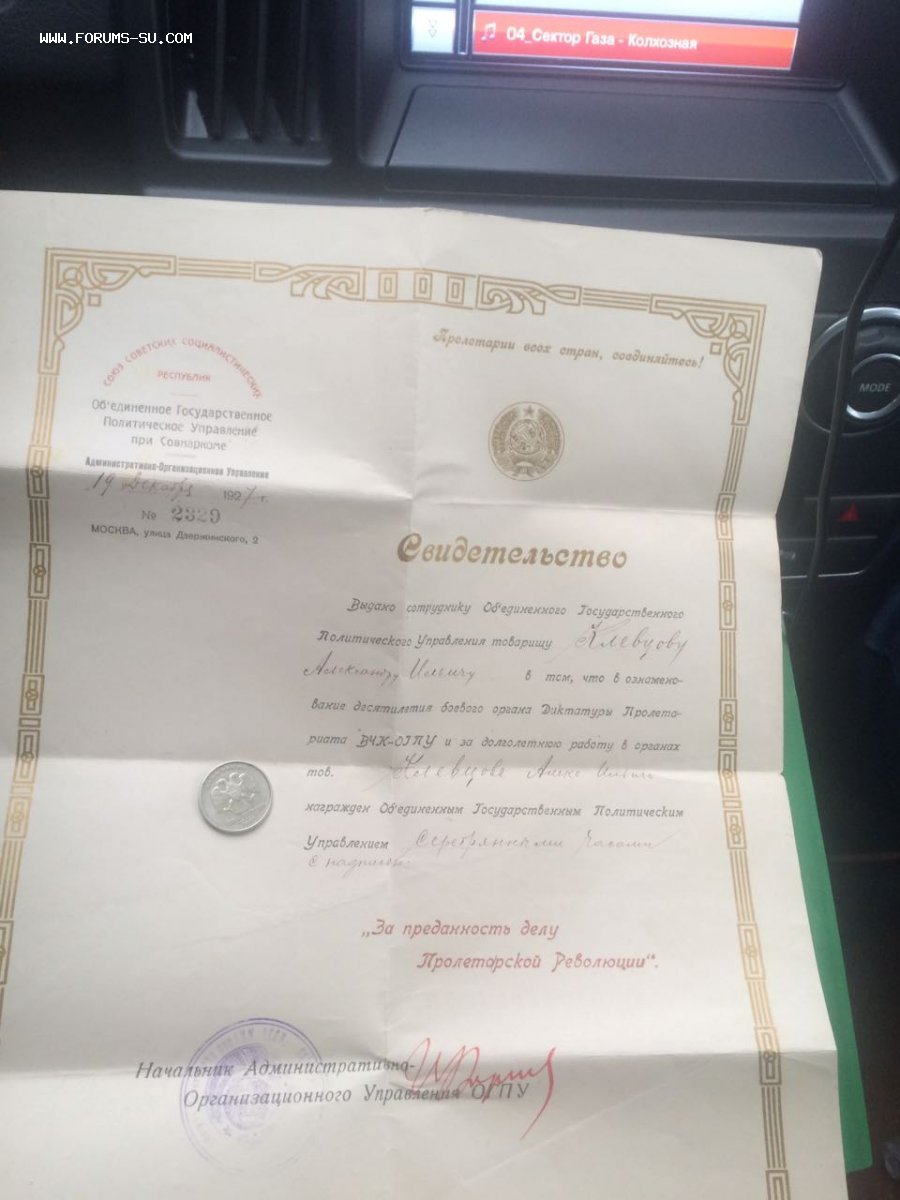 WWW.FORUMS-SU.COM
04_Сектор Газа - Колхозная
MODE
СОЮЗ СОВЕТСКИХ СОЦИАЛИСТИЧЕСКИХ
РЕСПУБЛИК
Об'единенное Государственное
Политическое Управление
при Совнаркоме
Административно-Организационное Управление
19 Декабря 1927 г.
№ 2329
МОСКВА, улица Дзержинского, 2
Пролетарии всех стран, соединяйтесь!
Свидетельство
Выдано сотруднику Об'единенного Государственного
Политического Управления товарищу Клевцову
Александру Ильичу в том, что в ознамено-
вание десятилетия боевого органа Диктатуры Пролета-
риата ВЧК-ОГПУ и за долголетнюю работу в органах
тов. Клевцов
награжден Об'единенным Государственным Политическим
Управлением Серебрянными Часами
с надписью:
„За преданность делу
Пролетарской Революции".
Начальник Административно-
Организационного Управления ОГПУ